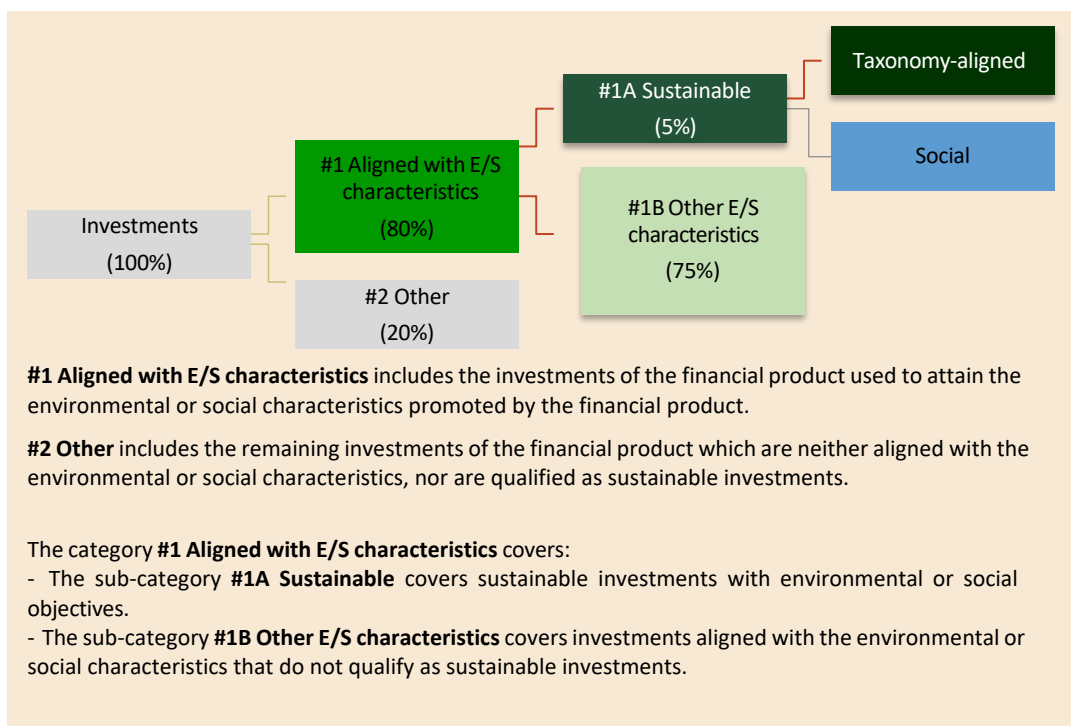 Taxonomy-aligned
#1A Sustainable
(5%)
Social
#1 Aligned with E/S
characteristics
(80%)
#1B Other E/S
characteristics
(75%)
Investments
(100%)
#2 Other
(20%)
#1 Aligned with E/S characteristics includes the investments of the financial product used to attain the
environmental or social characteristics promoted by the financial product.
#2 Other includes the remaining investments of the financial product which are neither aligned with the
environmental or social characteristics, nor are qualified as sustainable investments.
The category #1 Aligned with E/S characteristics covers:
- The sub-category #1A Sustainable covers sustainable investments with environmental or social
objectives.
- The sub-category #1B Other E/S characteristics covers investments aligned with the environmental or
social characteristics that do not qualify as sustainable investments.